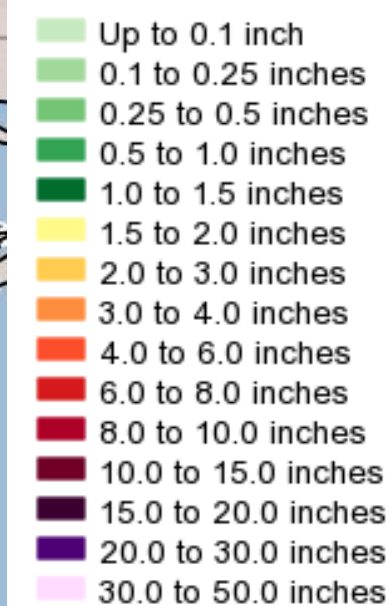 Up to 0.1 inch
0.1 to 0.25 inches
0.25 to 0.5 inches
0.5 to 1.0 inches
1.0 to 1.5 inches
1.5 to 2.0 inches
2.0 to 3.0 inches
3.0 to 4.0 inches
4.0 to 6.0 inches
6.0 to 8.0 inches
8.0 to 10.0 inches
10.0 to 15.0 inches
15.0 to 20.0 inches
20.0 to 30.0 inches
30.0 to 50.0 inches